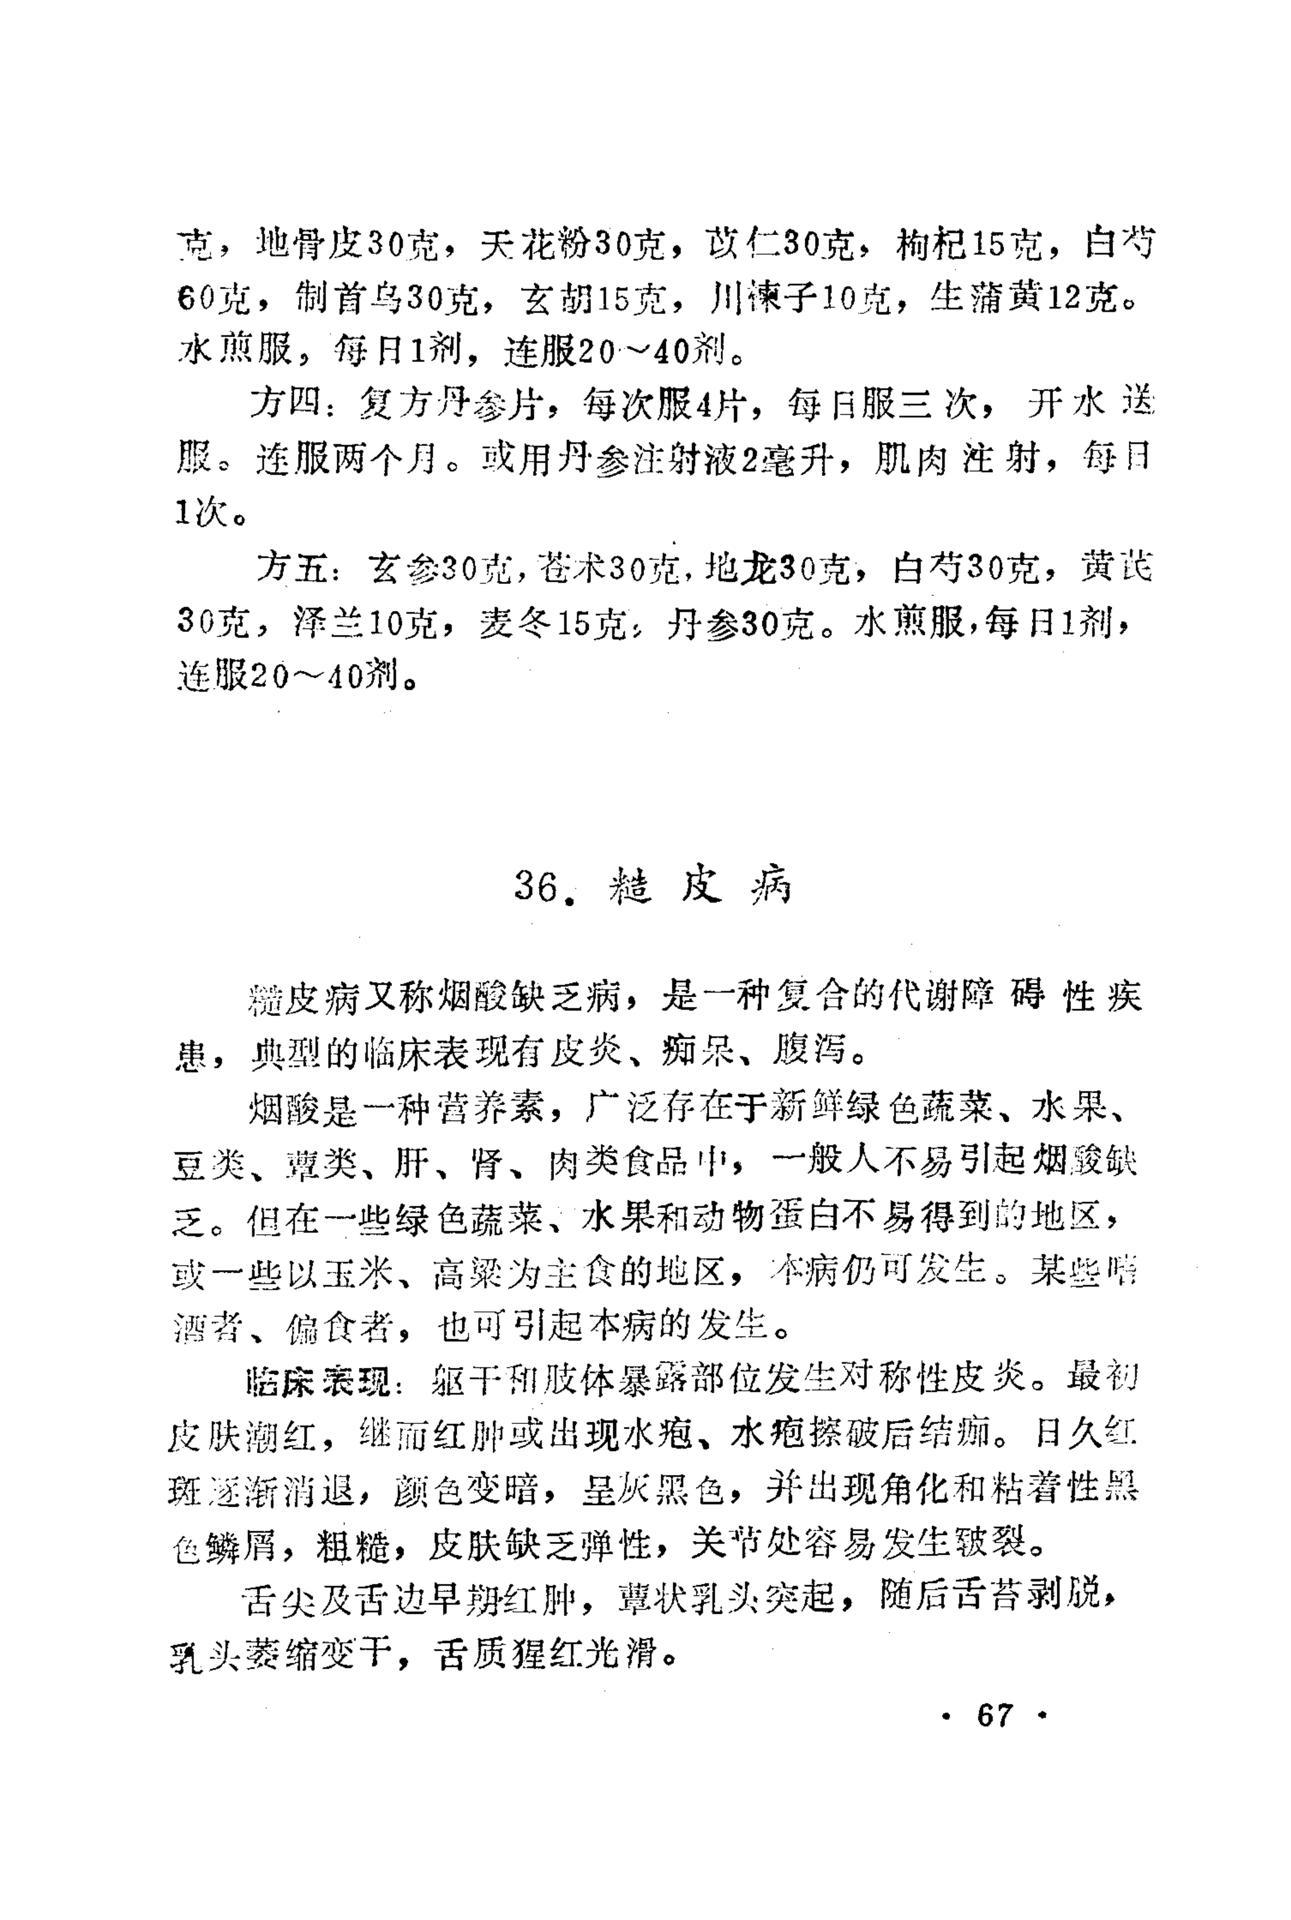 克，地骨皮30克，天花粉30克，苡仁30克，枸杞15克，白芍
60克，制首乌30克，玄胡15克，川楝子10克，生蒲黄12克。
水煎服，每日1剂，连服20～40剂。
方四：复方丹参片，每次服4片，每日服三次，开水送
服。连服两个月。或用丹参注射液2毫升，肌肉注射，每日
1次。
方五：玄参30克，苍术30克，地龙30克，白芍30克，黄芪
30克，泽兰10克，麦冬15克，丹参30克。水煎服，每日1剂，
连服20～40剂。
36．糙皮病
糙皮病又称烟酸缺乏病，是一种复合的代谢障碍性疾
患，典型的临床表现有皮炎、痴呆、腹泻。
烟酸是一种营养素，广泛存在于新鲜绿色蔬菜、水果、
豆类、蕈类、肝、肾、肉类食品中，一般人不易引起烟酸缺
乏。但在一些绿色蔬菜、水果和动物蛋白不易得到的地区，
或一些以玉米、高粱为主食的地区，本病仍可发生。某些嗜
酒者、偏食者，也可引起本病的发生。
临床表现：躯干和肢体暴露部位发生对称性皮炎。最初
皮肤潮红，继而红肿或出现水疱、水疱擦破后结痂。日久红
斑逐渐消退，颜色变暗，呈灰黑色，并出现角化和粘着性黑
色鳞屑，粗糙，皮肤缺乏弹性，关节处容易发生皲裂。
舌尖及舌边早期红肿，蕈状乳头突起，随后舌苔剥脱，
乳头萎缩变干，舌质猩红光滑。
· 67 ·